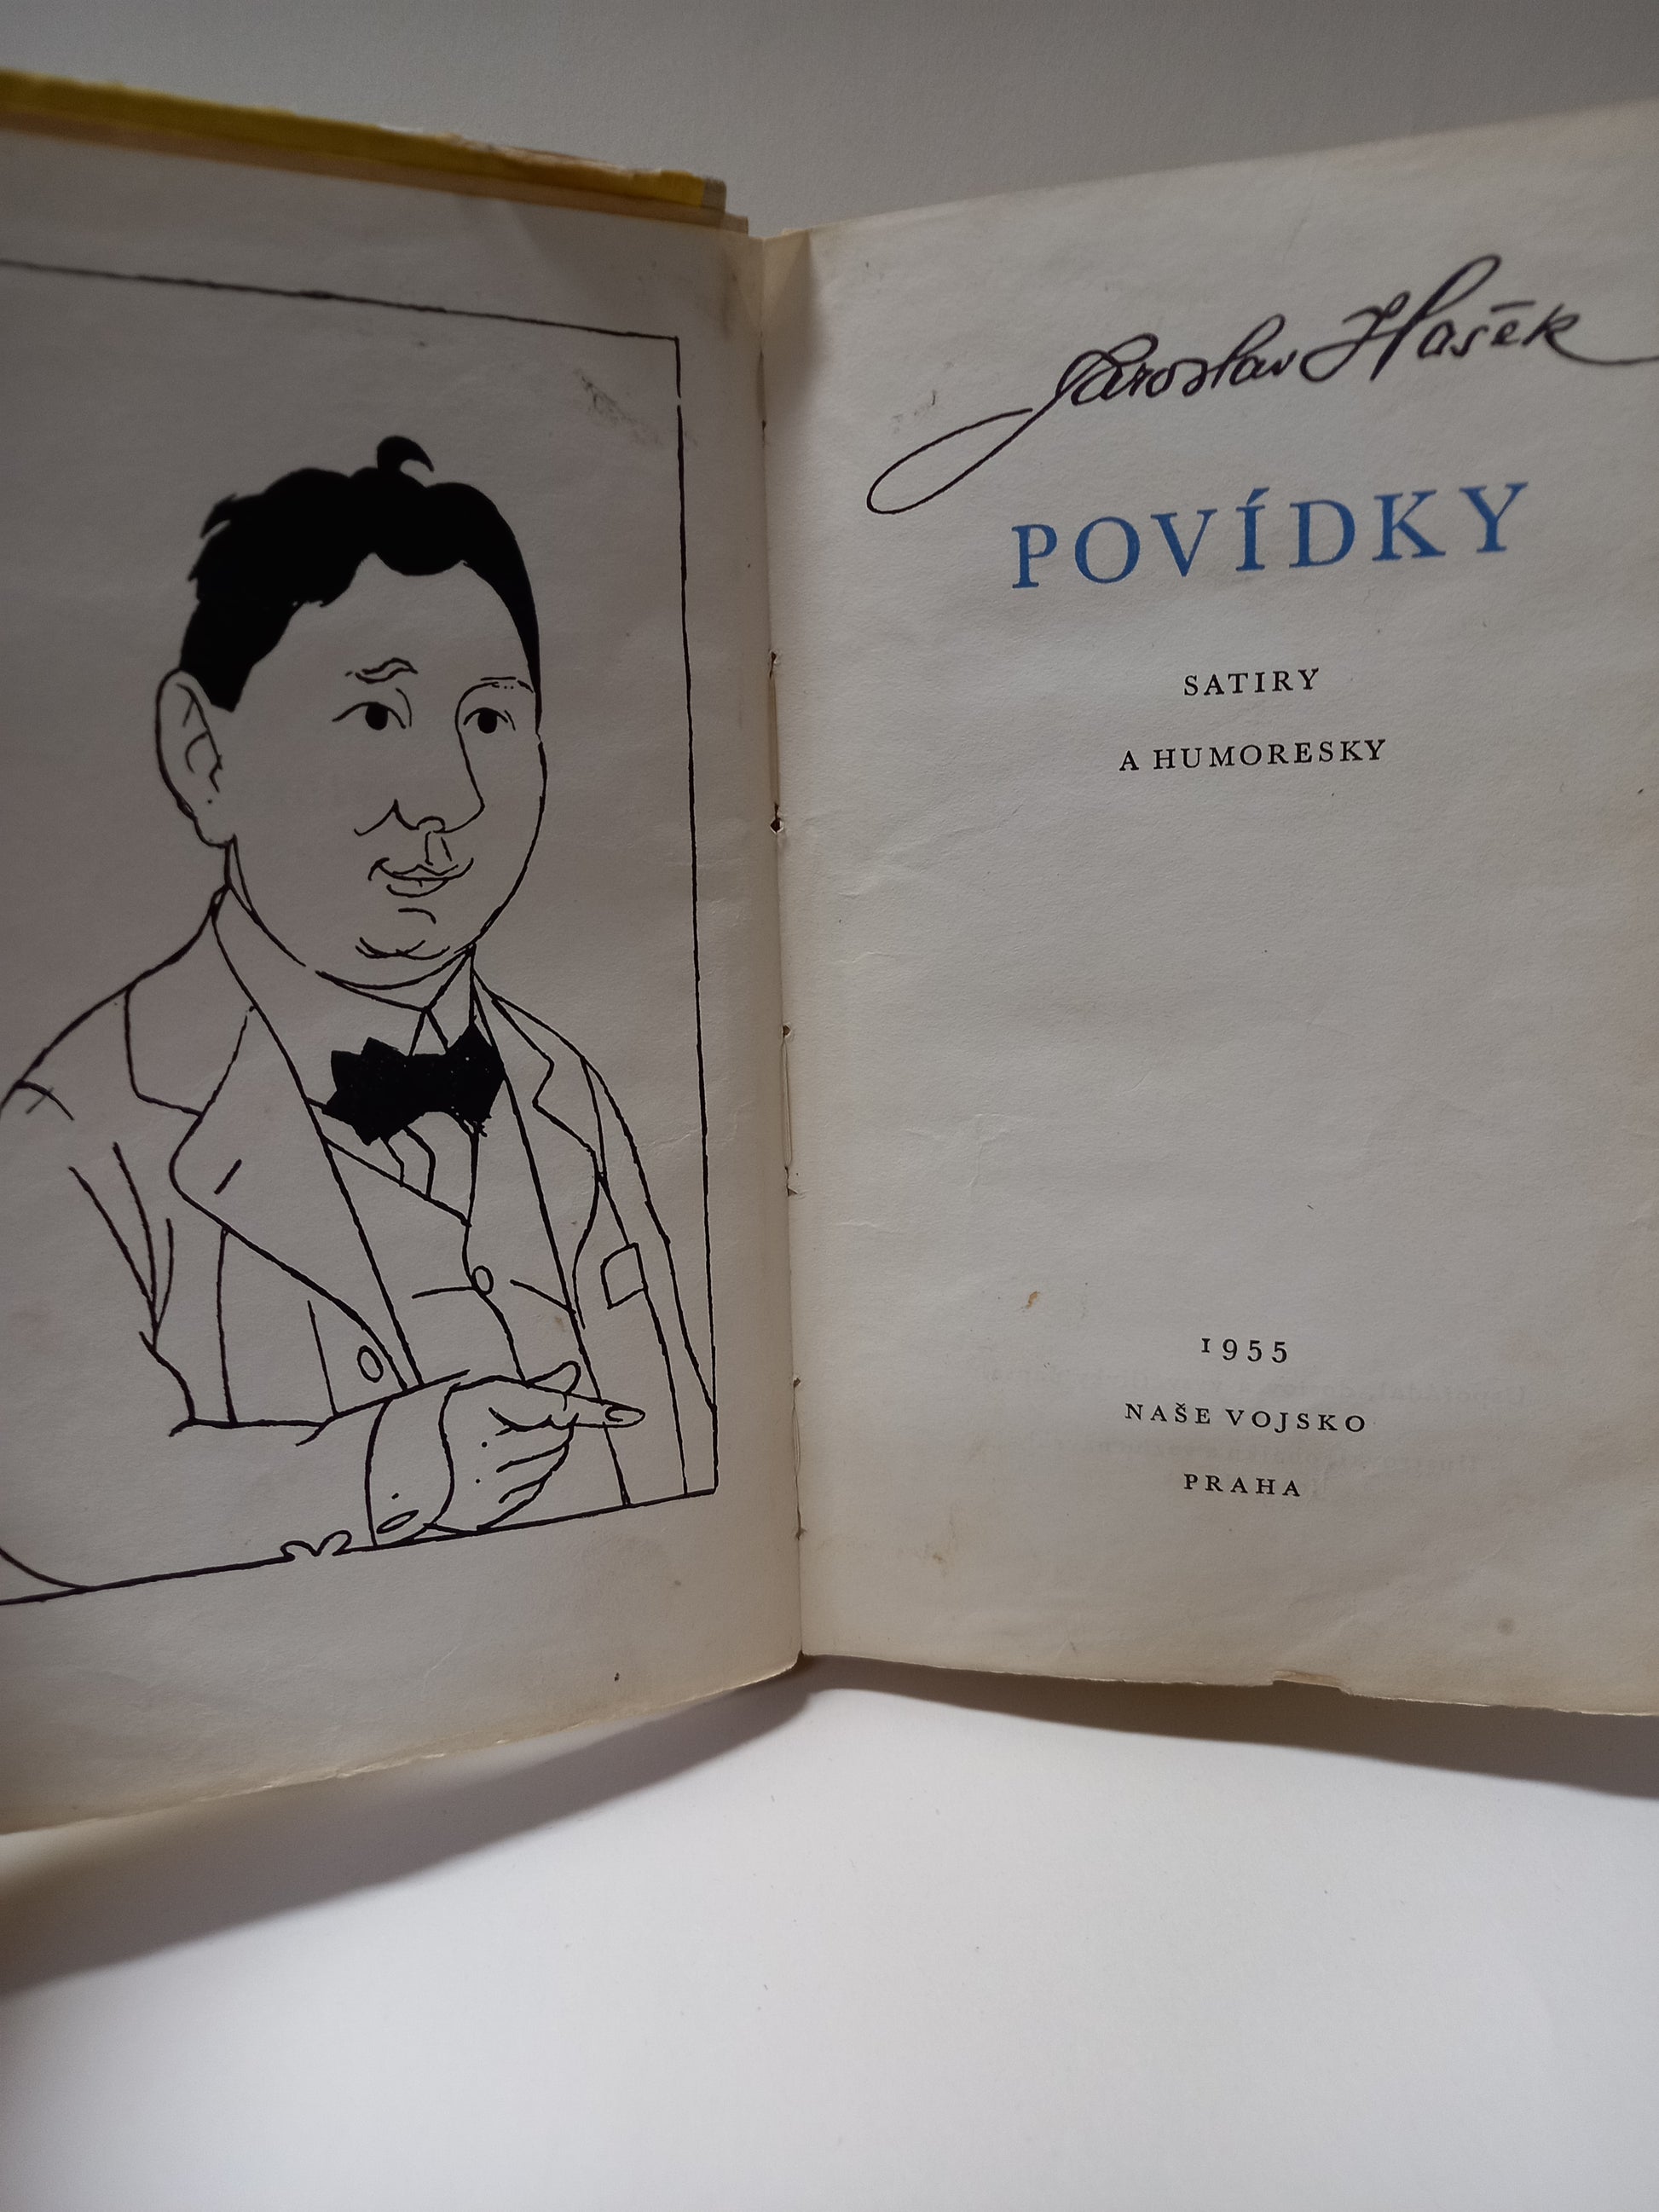 Jaroslav Hašek
POVÍDKY
SATIRY
A HUMORESKY
1955
NAŠE VOJSKO
PRAHA